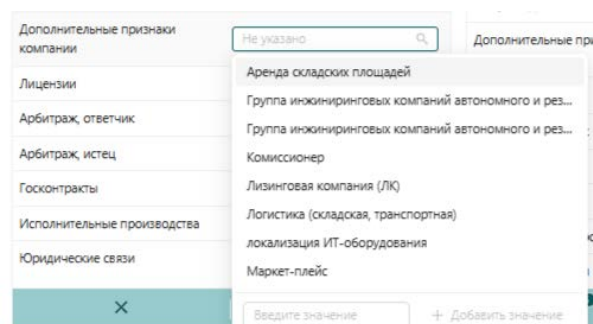 Дополнительные признаки
компании
Не указано
Дополнительные при
Лицензии
Арбитраж, ответчик
Арбитраж, истец
Госконтракты
Исполнительные производства
Юридические связи
Аренда складских площадей
Группа инжиниринговых компаний автономного и рез...
Группа инжиниринговых компаний автономного и рез...
Комиссионер
Лизинговая компания (ЛК)
Логистика (складская, транспортная)
локализация ИТ-оборудования
Маркет-плейс
Введите значение
+ Добавить значение